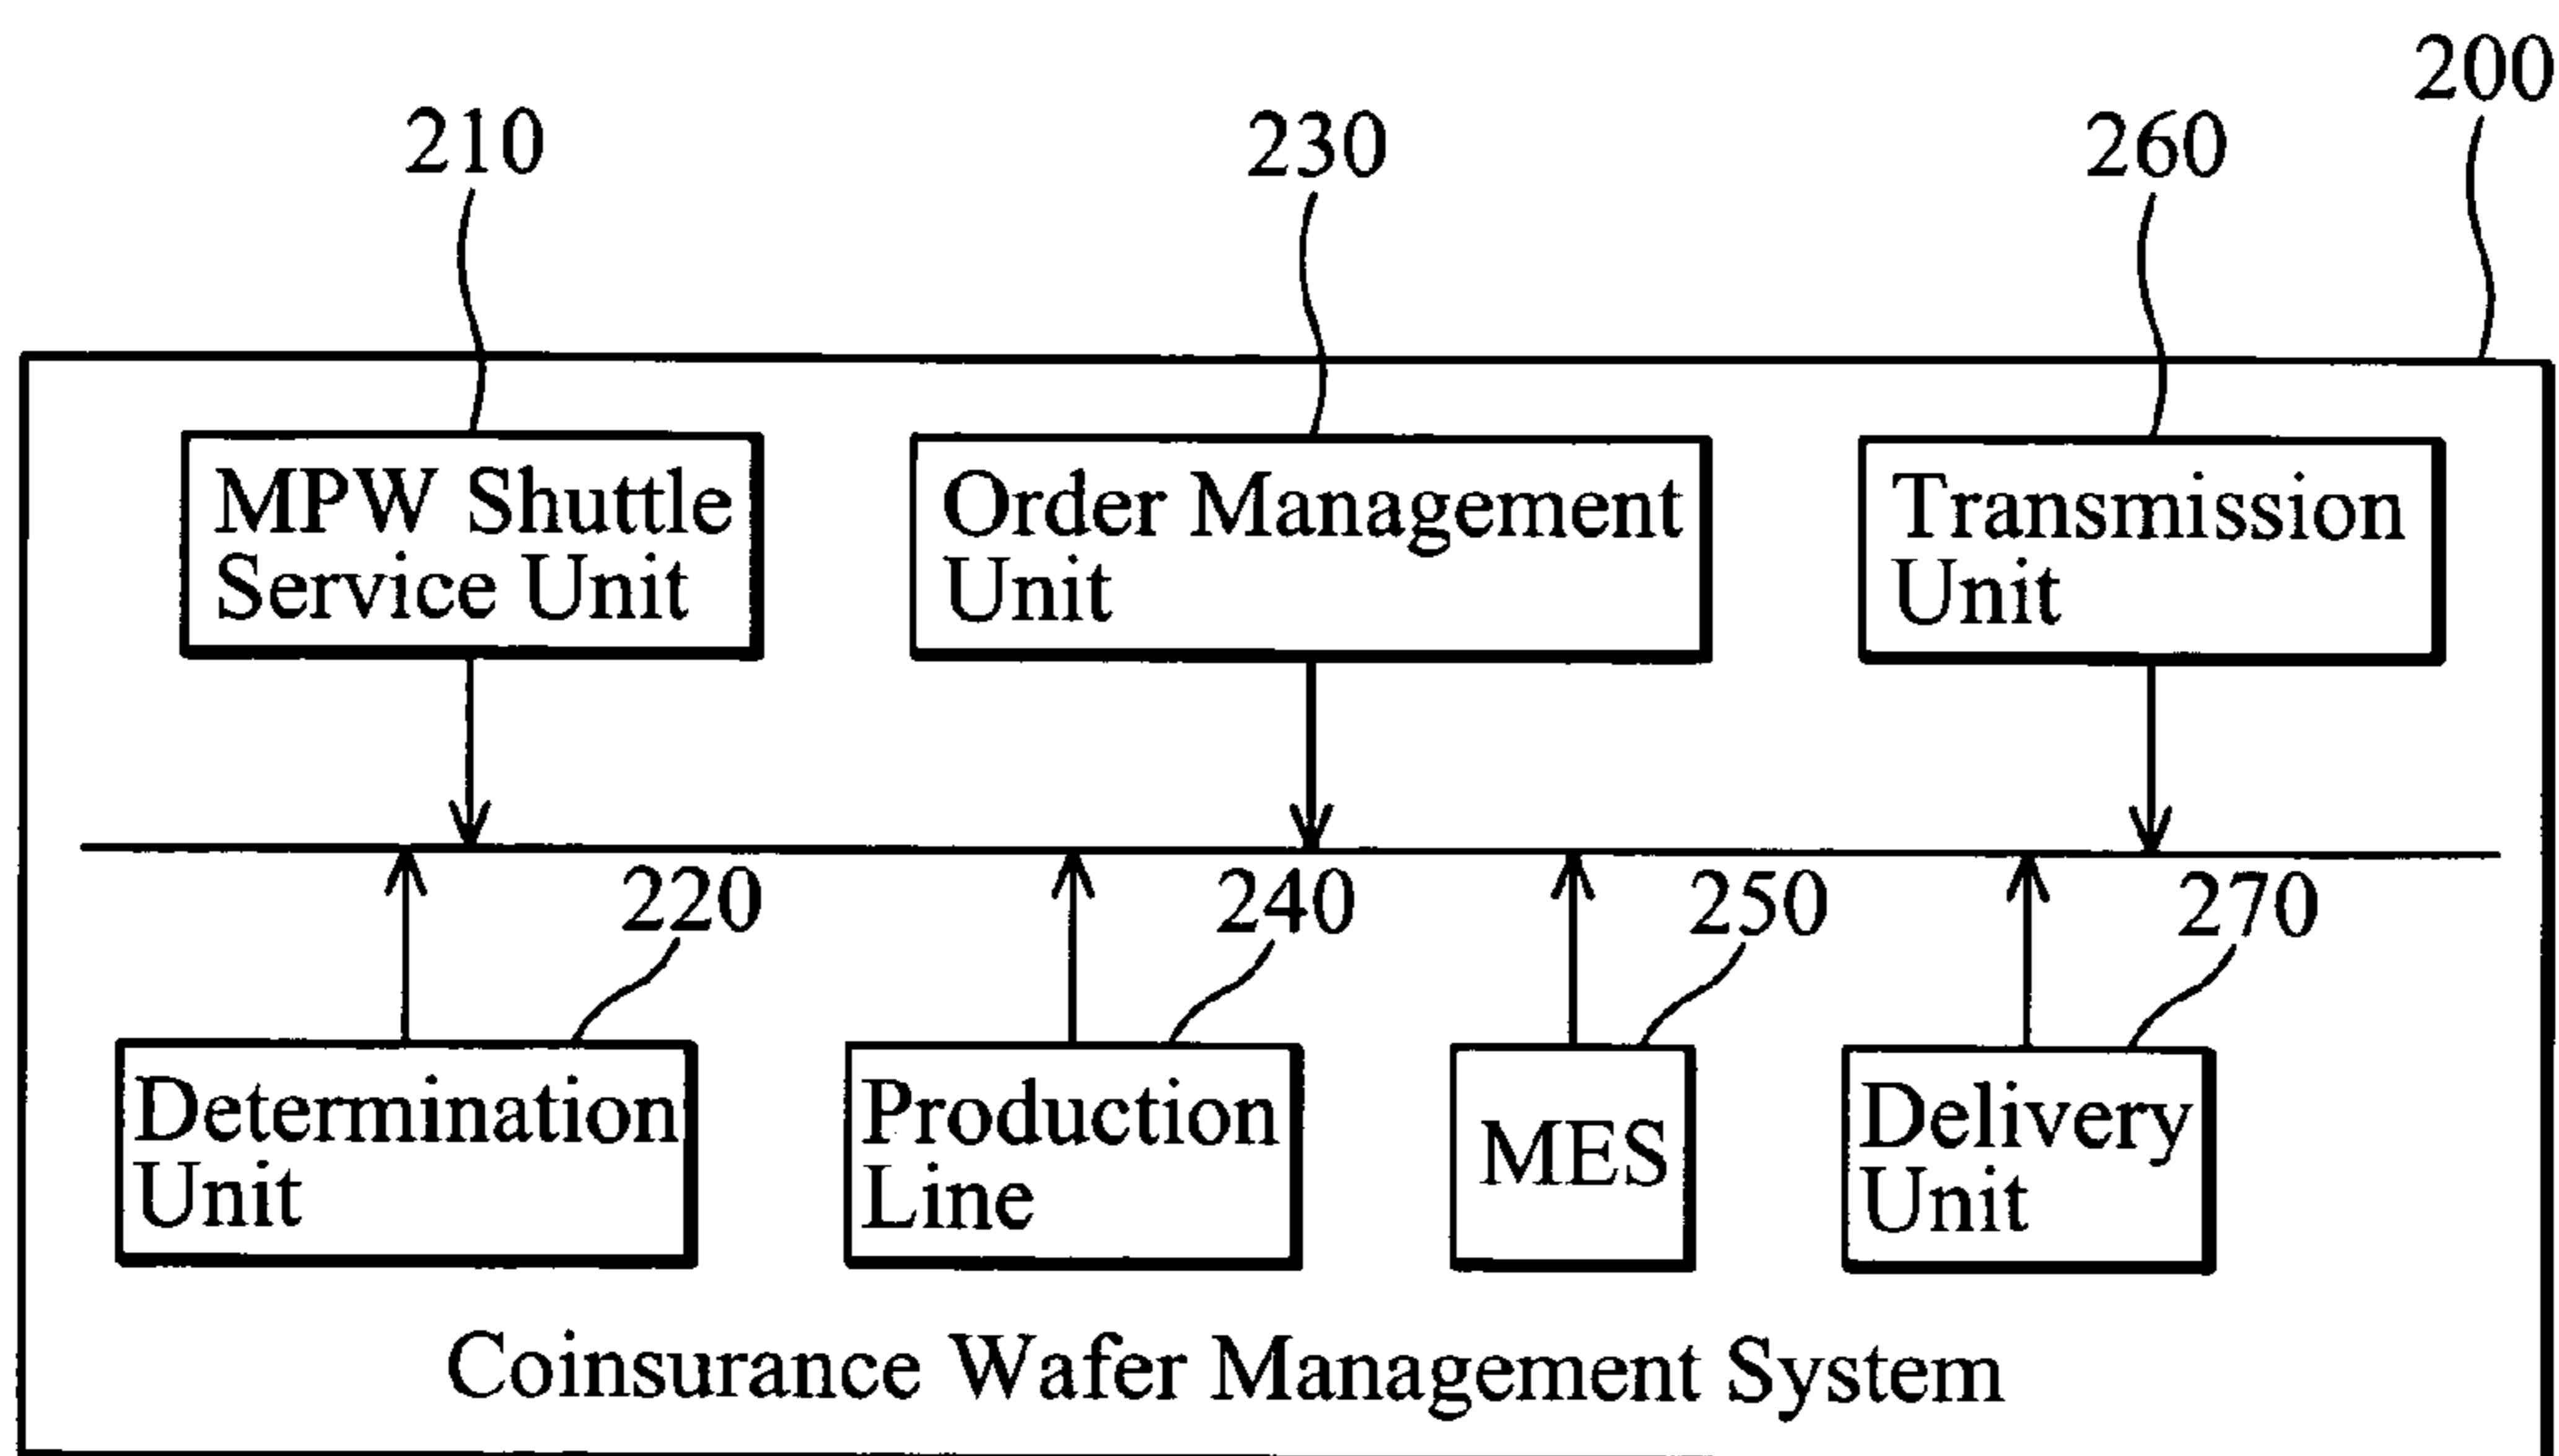 200
210
230
260
MPW Shuttle
Service Unit
Order Management
Unit
Transmission
Unit
220
240
250
270
Determination
Unit
Production
Line
MES
Delivery
Unit
Coinsurance Wafer Management System